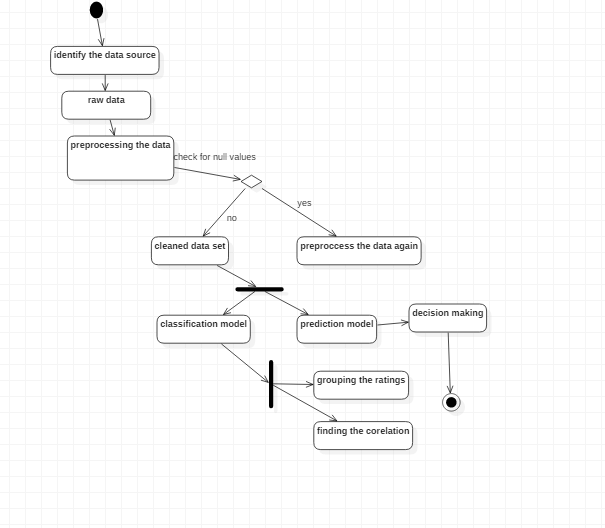 identify the data source
raw data
preprocessing the data
check for null values
yes
no
cleaned data set
preproccess the data again
decision making
classification model
prediction model
grouping the ratings
finding the corelation